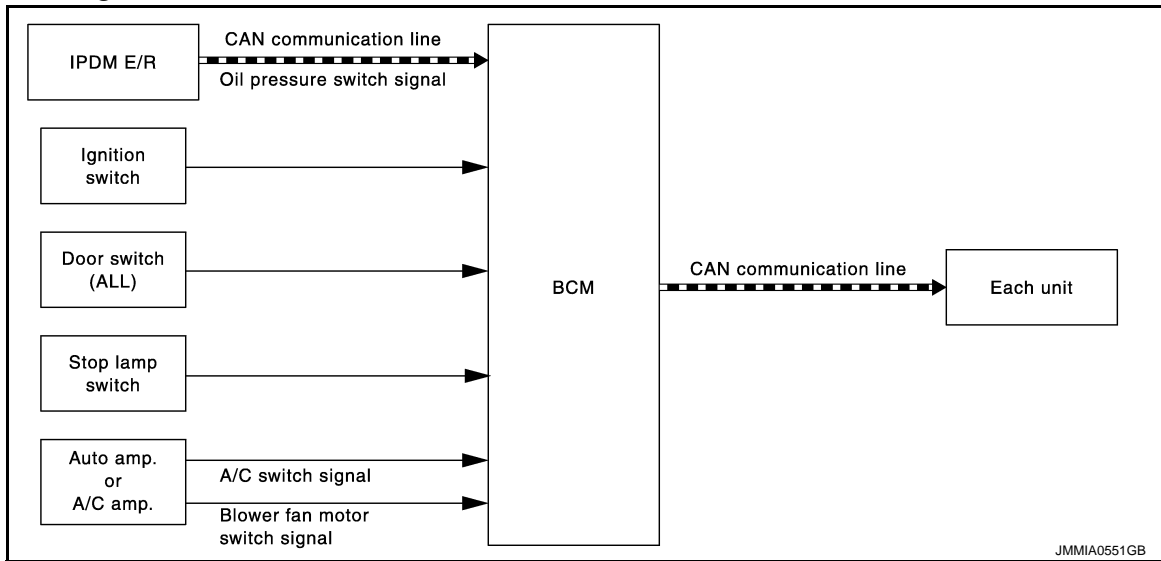 IPDM E/R
CAN communication line
Oil pressure switch signal
Ignition
switch
Door switch
(ALL)
Stop lamp
switch
Auto amp.
or
A/C amp.
A/C switch signal
Blower fan motor
switch signal
BCM
CAN communication line
Each unit
JMMIA0551GB